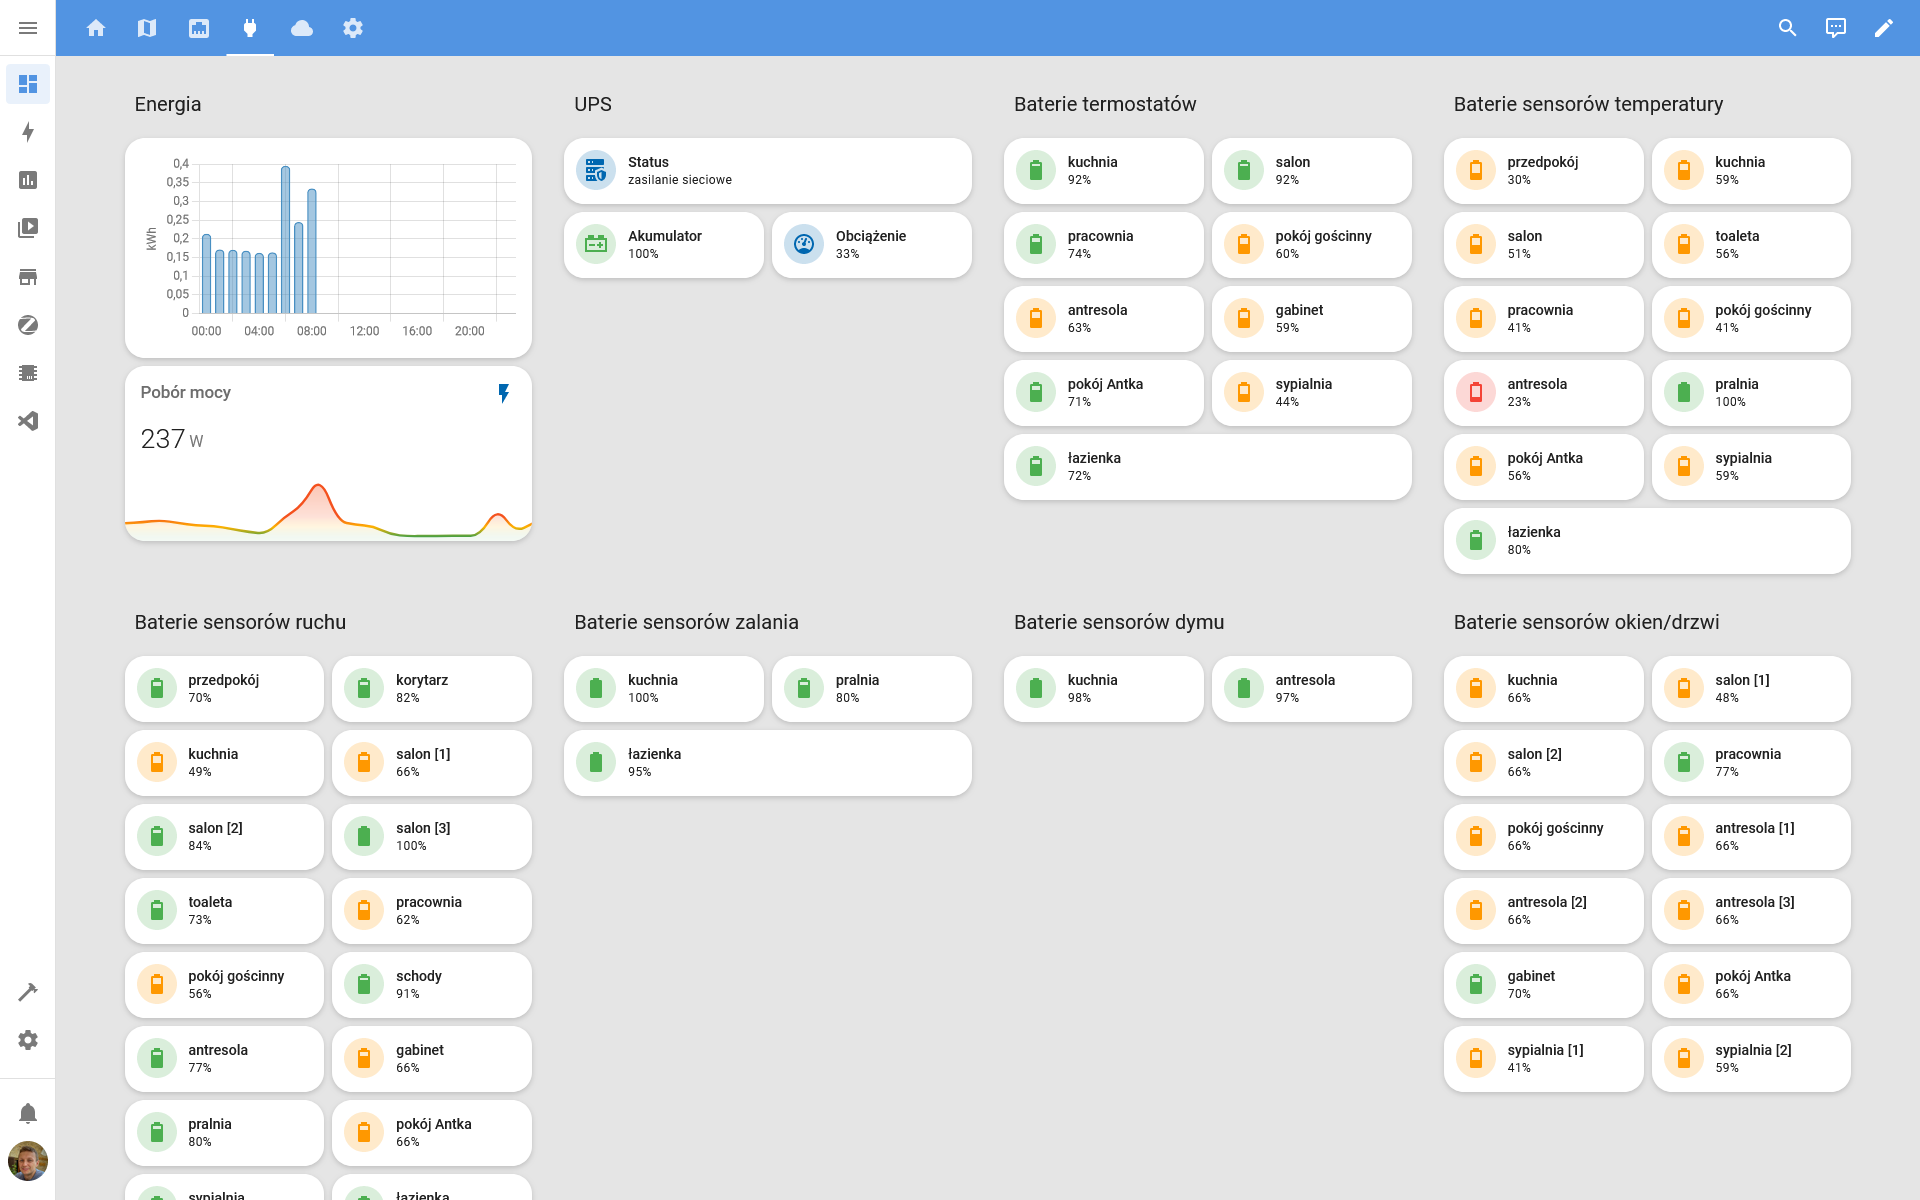 Energia
0,4
0,35
0,3
0,25
0,2
0,15
0,1
0,05
0
kWh
00:00 04:00 08:00 12:00 16:00 20:00
Pobór mocy
237 W
UPS
Status
zasilanie sieciowe
Akumulator
100%
Obciążenie
33%
Baterie termostatów
kuchnia
92%
salon
92%
pracownia
74%
pokój gościnny
60%
antresola
63%
gabinet
59%
pokój Antka
71%
sypialnia
44%
łazienka
72%
Baterie sensorów temperatury
przedpokój
30%
kuchnia
59%
salon
51%
toaleta
56%
pracownia
41%
pokój gościnny
41%
antresola
23%
pralnia
100%
pokój Antka
56%
sypialnia
59%
łazienka
80%
Baterie sensorów ruchu
przedpokój
70%
korytarz
82%
kuchnia
49%
salon [1]
66%
salon [2]
84%
salon [3]
100%
toaleta
73%
pracownia
62%
pokój gościnny
56%
schody
91%
antresola
77%
gabinet
66%
pralnia
80%
pokój Antka
66%
sypialnia
łazienka
Baterie sensorów zalania
kuchnia
100%
pralnia
80%
łazienka
95%
Baterie sensorów dymu
kuchnia
98%
antresola
97%
Baterie sensorów okien/drzwi
kuchnia
66%
salon [1]
48%
salon [2]
66%
pracownia
77%
pokój gościnny
66%
antresola [1]
66%
antresola [2]
66%
antresola [3]
66%
gabinet
70%
pokój Antka
66%
sypialnia [1]
41%
sypialnia [2]
59%